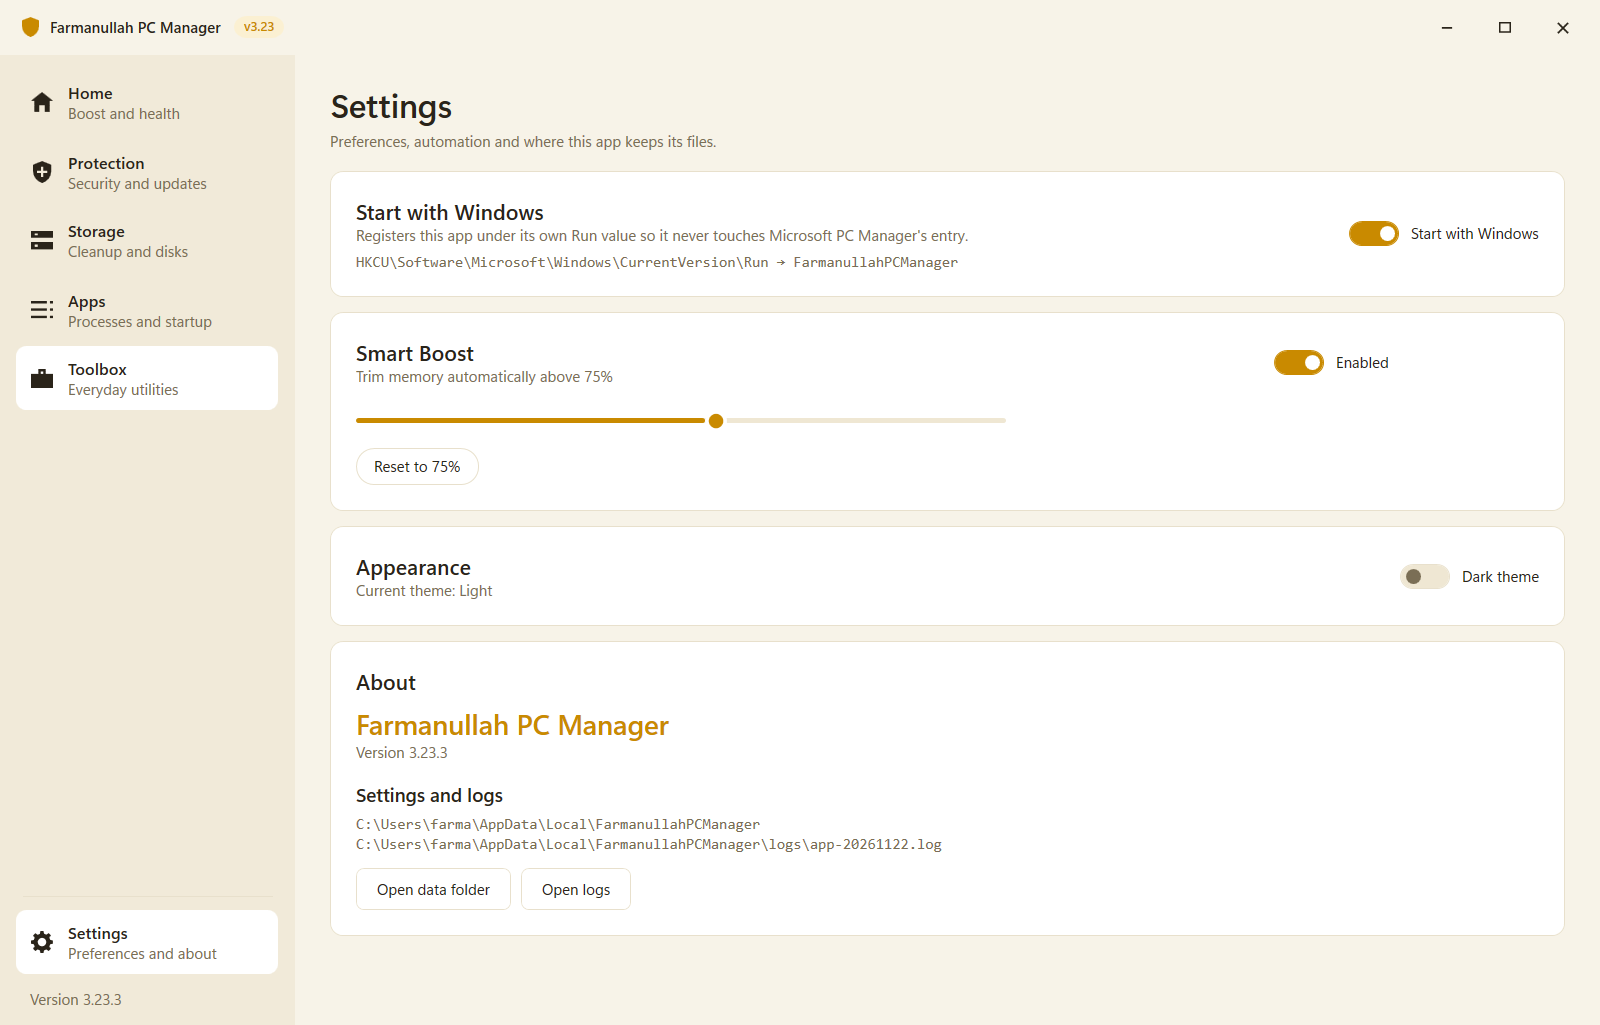 Farmanullah PC Manager v3.23
Home
Boost and health
Protection
Security and updates
Storage
Cleanup and disks
Apps
Processes and startup
Toolbox
Everyday utilities
Settings
Preferences and about
Version 3.23.3
Settings
Preferences, automation and where this app keeps its files.
Start with Windows
Registers this app under its own Run value so it never touches Microsoft PC Manager's entry.
HKCU\Software\Microsoft\Windows\CurrentVersion\Run → FarmanullahPCManager
Start with Windows
Smart Boost
Trim memory automatically above 75%
Enabled
Reset to 75%
Appearance
Current theme: Light
Dark theme
About
Farmanullah PC Manager
Version 3.23.3
Settings and logs
C:\Users\farma\AppData\Local\FarmanullahPCManager
C:\Users\farma\AppData\Local\FarmanullahPCManager\logs\app-20261122.log
Open data folder
Open logs